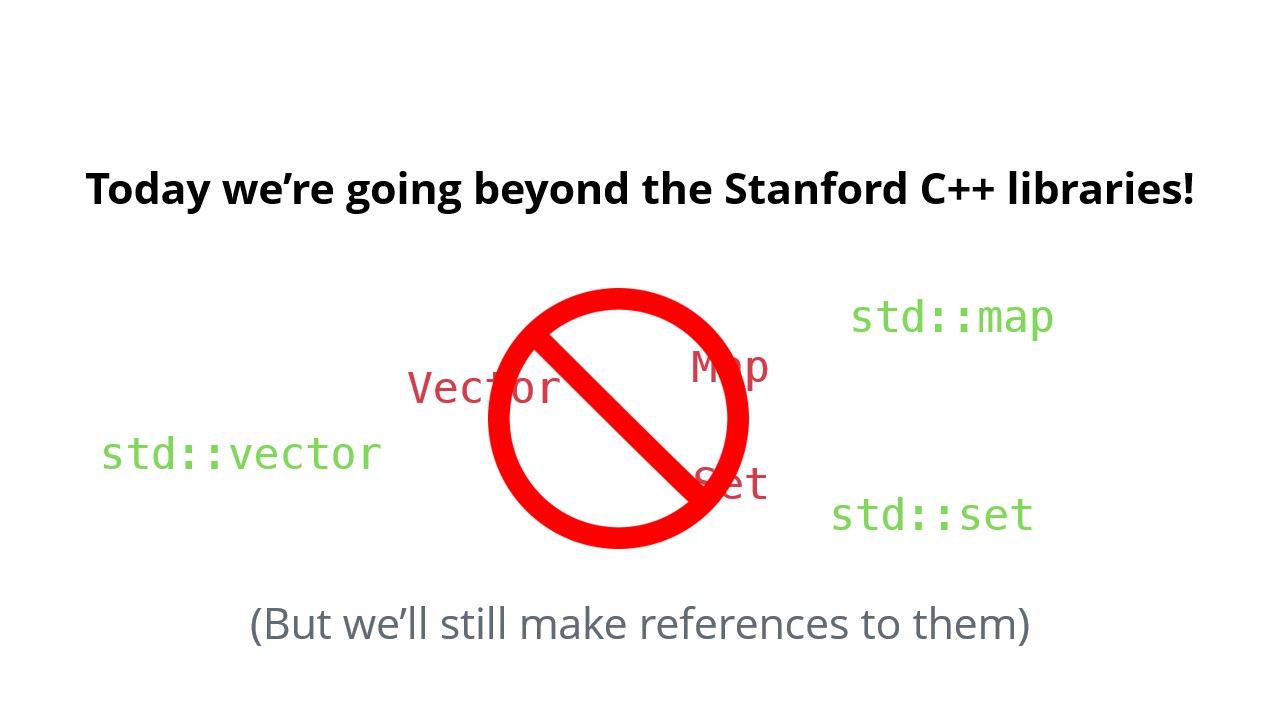 Today we’re going beyond the Stanford C++ libraries!
std::map
Map
Vector
std::vector
Set
std::set
(But we’ll still make references to them)